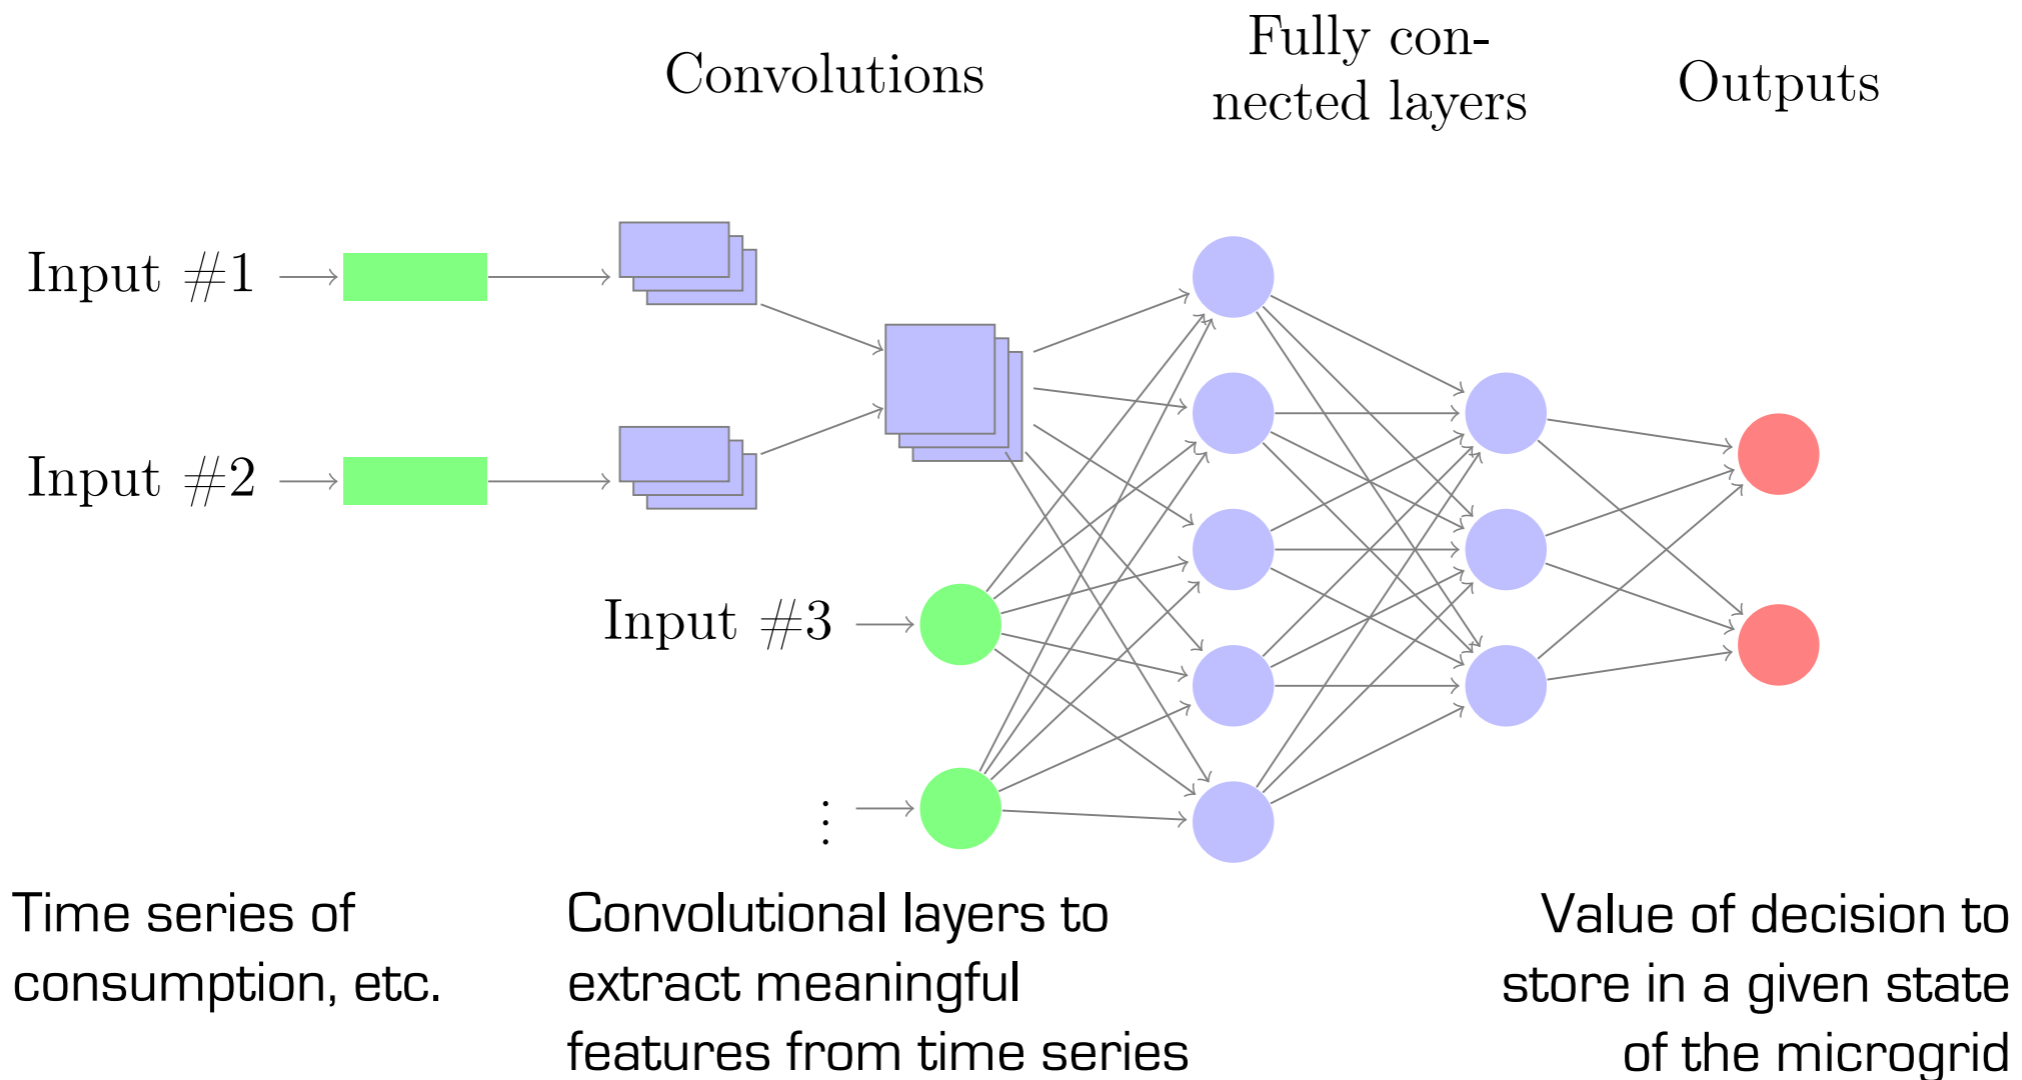 Convolutions
Fully con-
nected layers
Outputs
Input #1
Input #2
Input #3
⋮
Time series of
consumption, etc.
Convolutional layers to
extract meaningful
features from time series
Value of decision to
store in a given state
of the microgrid